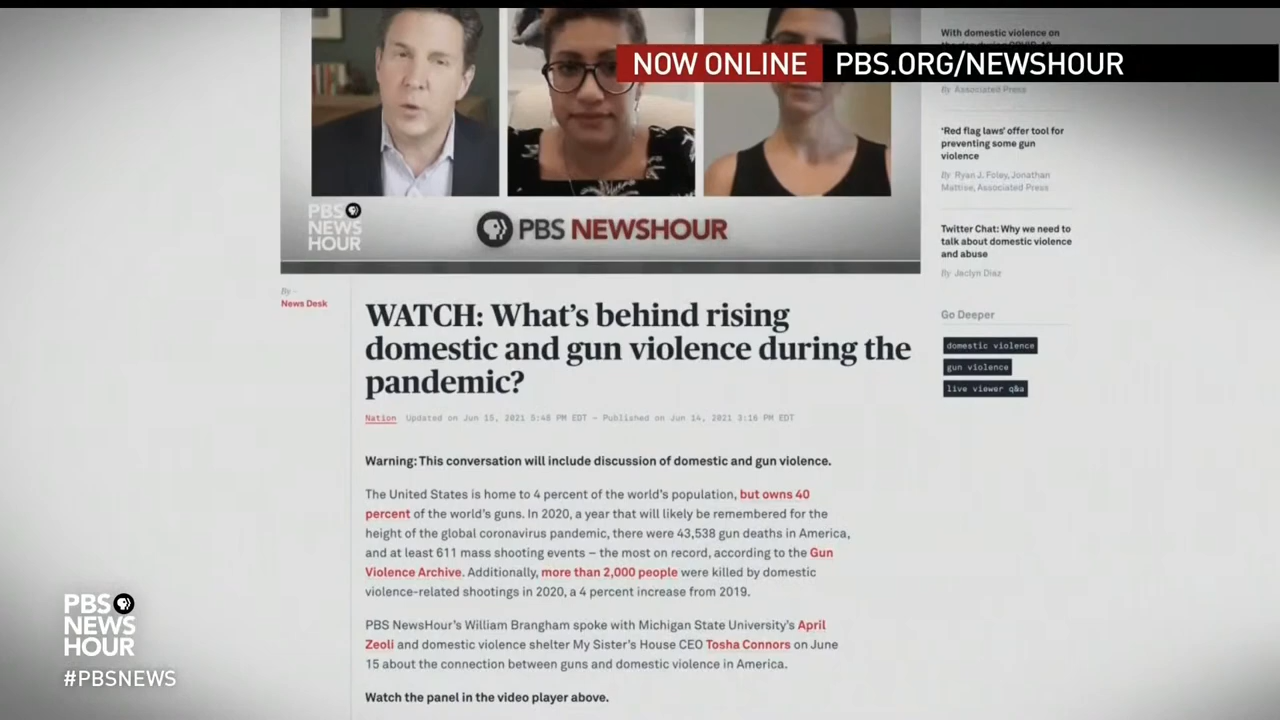 With domestic violence on
NOW ONLINE PBS.ORG/NEWSHOUR
By Associated Press
'Red flag laws' offer tool for
preventing some gun
violence
By Ryan J. Foley, Jonathan
Mattise, Associated Press
Twitter Chat: Why we need to
talk about domestic violence
and abuse
By Jaclyn Diaz
Go Deeper
domestic violence
gun violence
live viewer q&a
PBS
NEWS
HOUR
PBS NEWSHOUR
By -
News Desk
WATCH: What's behind rising
domestic and gun violence during the
pandemic?
Nation Updated on Jun 15, 2021 5:48 PM EDT – Published on Jun 14, 2021 3:16 PM EDT
Warning: This conversation will include discussion of domestic and gun violence.
The United States is home to 4 percent of the world's population, but owns 40
percent of the world's guns. In 2020, a year that will likely be remembered for the
height of the global coronavirus pandemic, there were 43,538 gun deaths in America,
and at least 611 mass shooting events – the most on record, according to the Gun
Violence Archive. Additionally, more than 2,000 people were killed by domestic
violence-related shootings in 2020, a 4 percent increase from 2019.
PBS NewsHour's William Brangham spoke with Michigan State University's April
Zeoli and domestic violence shelter My Sister's House CEO Tosha Connors on June
15 about the connection between guns and domestic violence in America.
Watch the panel in the video player above.
PBS
NEWS
HOUR
#PBSNEWS